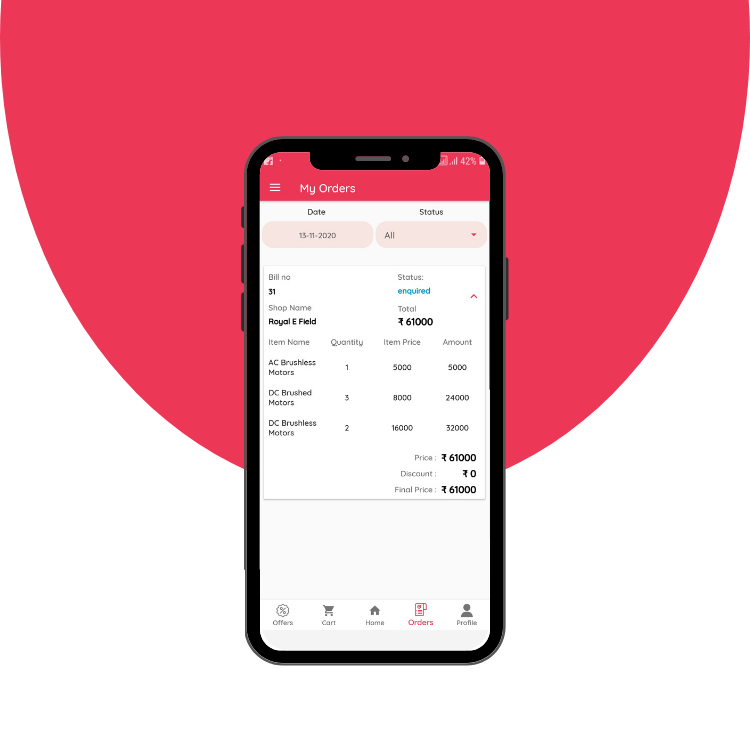 42%
My Orders
Date Status
13-11-2020 All
Bill no Status:
31 enquired
Shop Name Total
Royal E Field ₹ 61000
Item Name Quantity Item Price Amount
AC Brushless
Motors 1 5000 5000
DC Brushed
Motors 3 8000 24000
DC Brushless
Motors 2 16000 32000
Price : ₹ 61000
Discount : ₹ 0
Final Price : ₹ 61000
Offers Cart Home Orders Profile